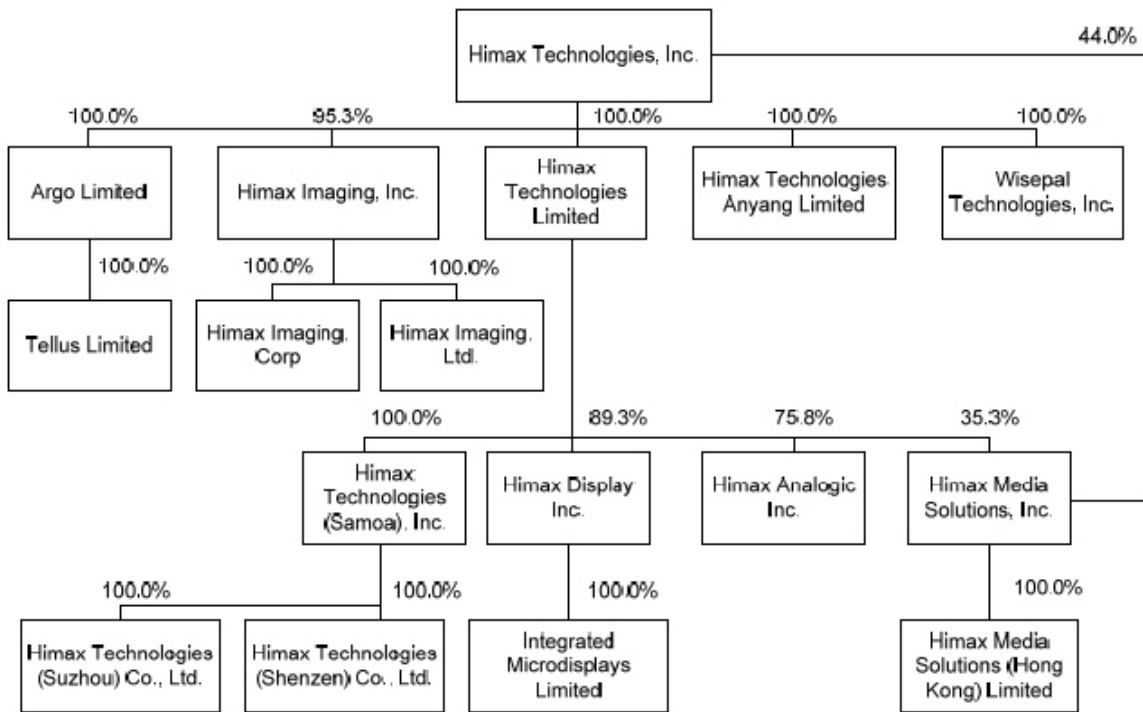 Himax Technologies, Inc.
44.0%
100.0%
95.3%
100.0%
100.0%
100.0%
Argo Limited
Himax Imaging, Inc.
Himax
Technologies
Limited
Himax Technologies
Anyang Limited
Wisepal
Technologies, Inc.
100.0%
100.0%
100.0%
Tellus Limited
Himax Imaging,
Corp
Himax Imaging,
Ltd.
100.0%
89.3%
75.8%
35.3%
Himax
Technologies
(Samoa), Inc.
Himax Display
Inc.
Himax Analogic
Inc.
Himax Media
Solutions, Inc.
100.0%
100.0%
100.0%
100.0%
Himax Technologies
(Suzhou) Co., Ltd.
Himax Technologies
(Shenzen) Co., Ltd.
Integrated
Microdisplays
Limited
Himax Media
Solutions (Hong
Kong) Limited